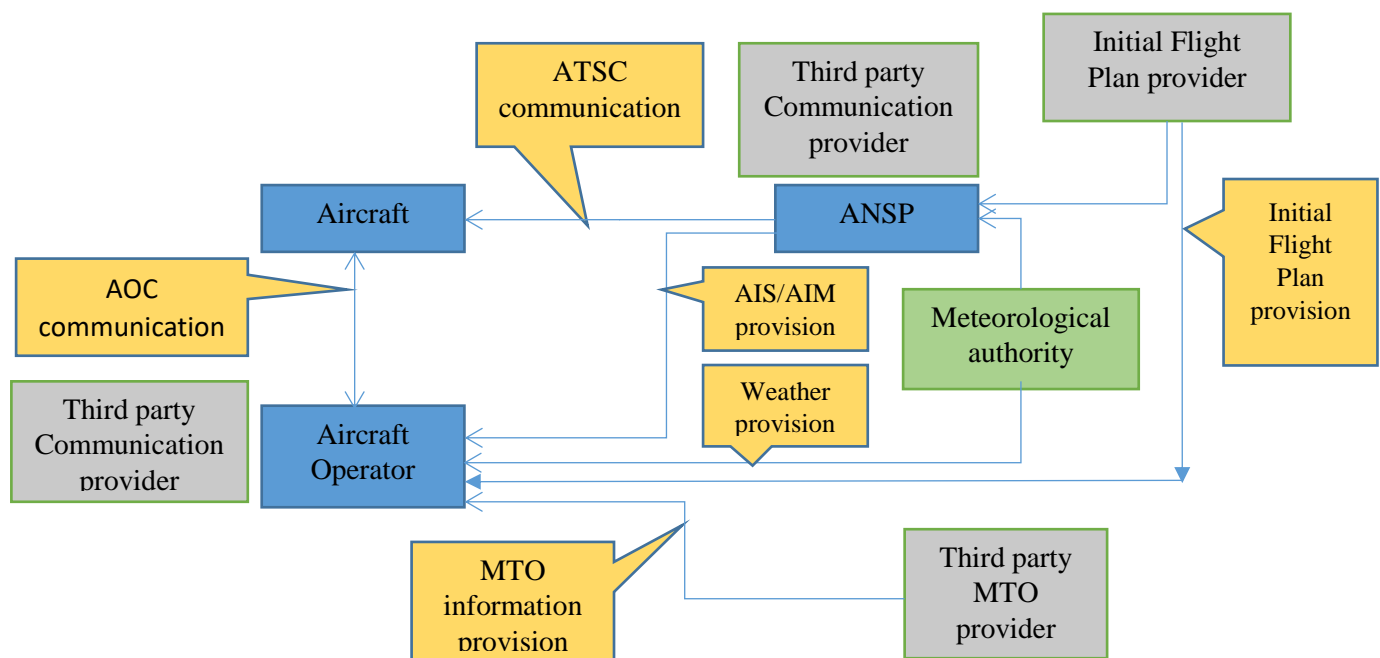 ATSC
communication
Third party
Communication
provider
Initial Flight
Plan provider
Aircraft
ANSP
Initial
Flight
Plan
provision
AOC
communication
AIS/AIM
provision
Meteorological
authority
Weather
provision
Third party
Communication
provider
Aircraft
Operator
MTO
information
provision
Third party
MTO
provider